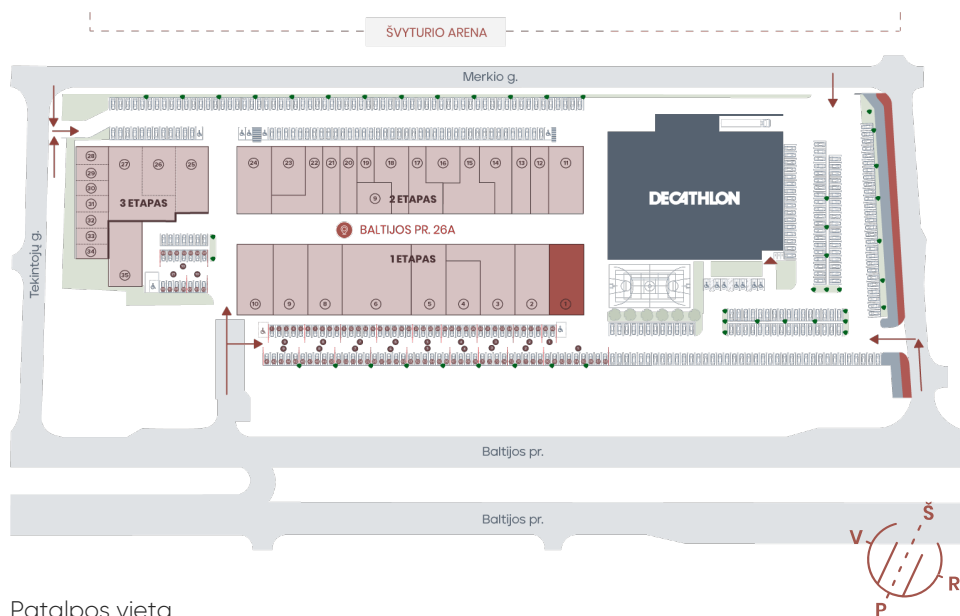 ŠVYTURIO ARENA
Merkio g.
Tekintojų g.
28
29
30
31
32
33
24
27
26
25
3 ETAPAS
25
24
23
22
21
20
19
18
17
16
15
14
13
12
11
9
2 ETAPAS
BALTIJOS PR. 26A
1 ETAPAS
10
9
8
6
5
4
3
2
1
DECATHLON
Baltijos pr.
Baltijos pr.
Š
V
R
P
Patalpos vieta